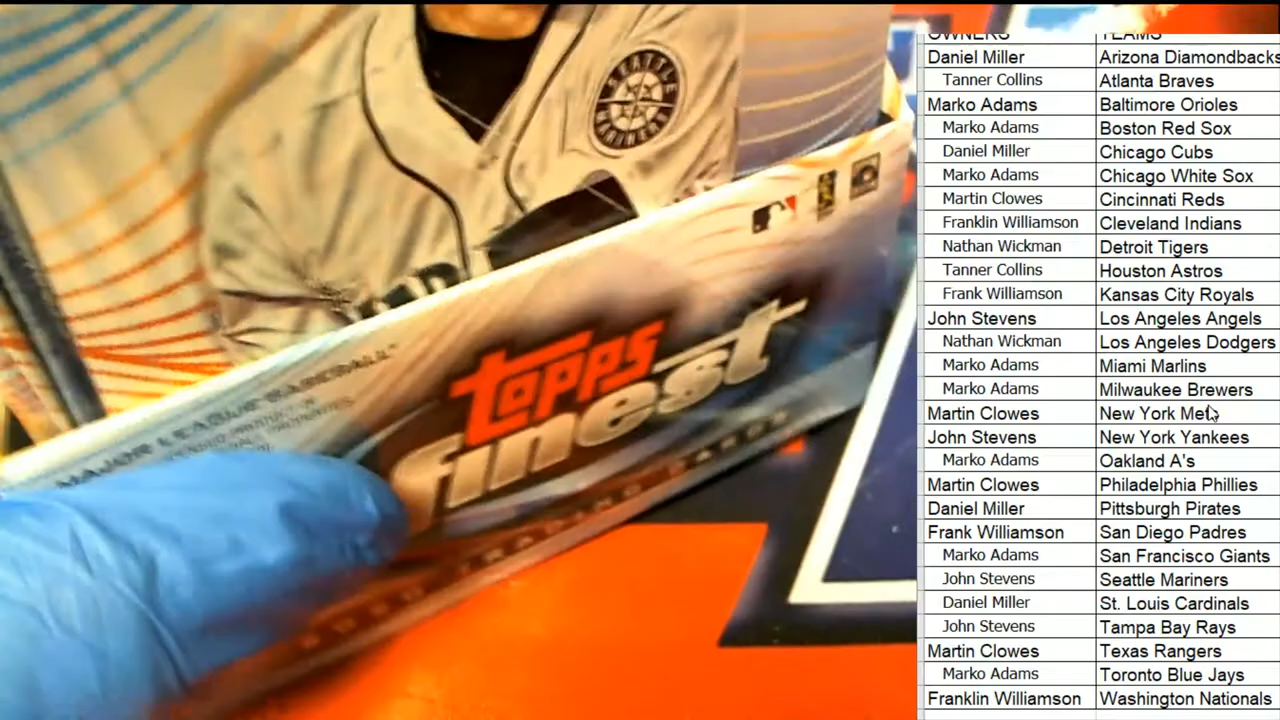 OWNERS TEAMS
Daniel Miller Arizona Diamondbacks
Tanner Collins Atlanta Braves
Marko Adams Baltimore Orioles
Marko Adams Boston Red Sox
Daniel Miller Chicago Cubs
Marko Adams Chicago White Sox
Martin Clowes Cincinnati Reds
Franklin Williamson Cleveland Indians
Nathan Wickman Detroit Tigers
Tanner Collins Houston Astros
Frank Williamson Kansas City Royals
John Stevens Los Angeles Angels
Nathan Wickman Los Angeles Dodgers
Marko Adams Miami Marlins
Marko Adams Milwaukee Brewers
Martin Clowes New York Mets
John Stevens New York Yankees
Marko Adams Oakland A's
Martin Clowes Philadelphia Phillies
Daniel Miller Pittsburgh Pirates
Frank Williamson San Diego Padres
Marko Adams San Francisco Giants
John Stevens Seattle Mariners
Daniel Miller St. Louis Cardinals
John Stevens Tampa Bay Rays
Martin Clowes Texas Rangers
Marko Adams Toronto Blue Jays
Franklin Williamson Washington Nationals
SEATTLE
MARINERS
MAJOR LEAGUE BASEBALL
topps
finest
TRADING CARDS